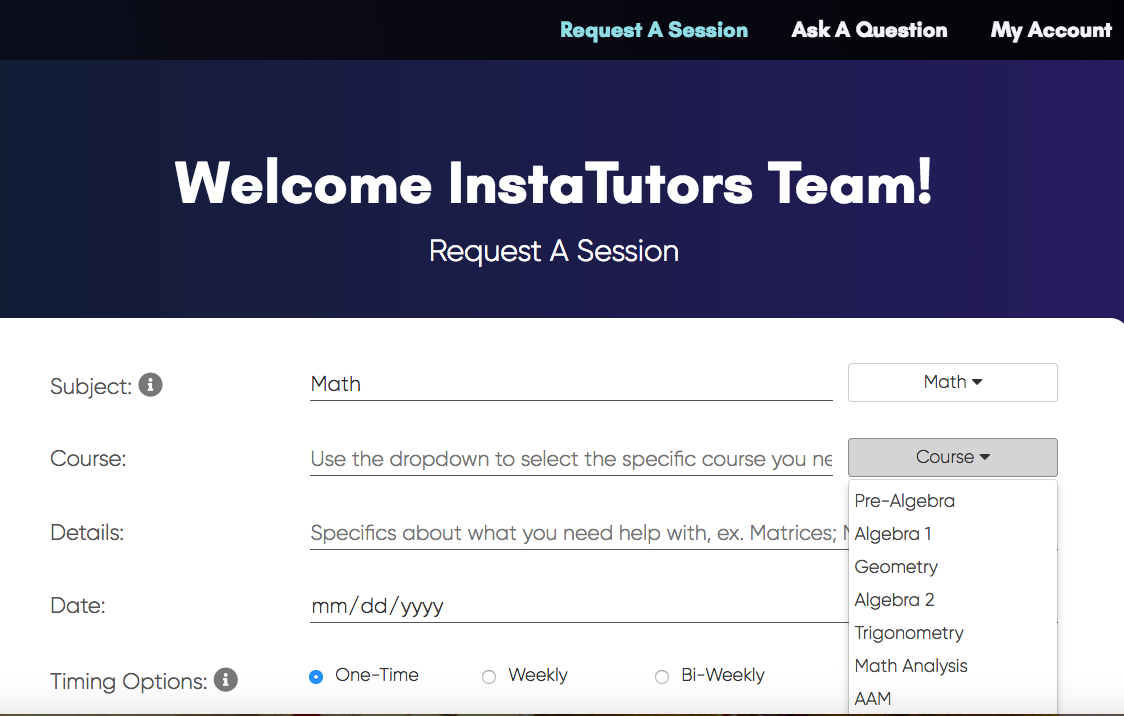 Request A Session Ask A Question My Account
Welcome InstaTutors Team!
Request A Session
Subject: Math Math
Course: Use the dropdown to select the specific course you ne Course
Pre-Algebra
Details: Specifics about what you need help with, ex. Matrices; Algebra 1
Geometry
Date: mm/dd/yyyy Algebra 2
Trigonometry
Timing Options: One-Time Weekly Bi-Weekly Math Analysis
AAM